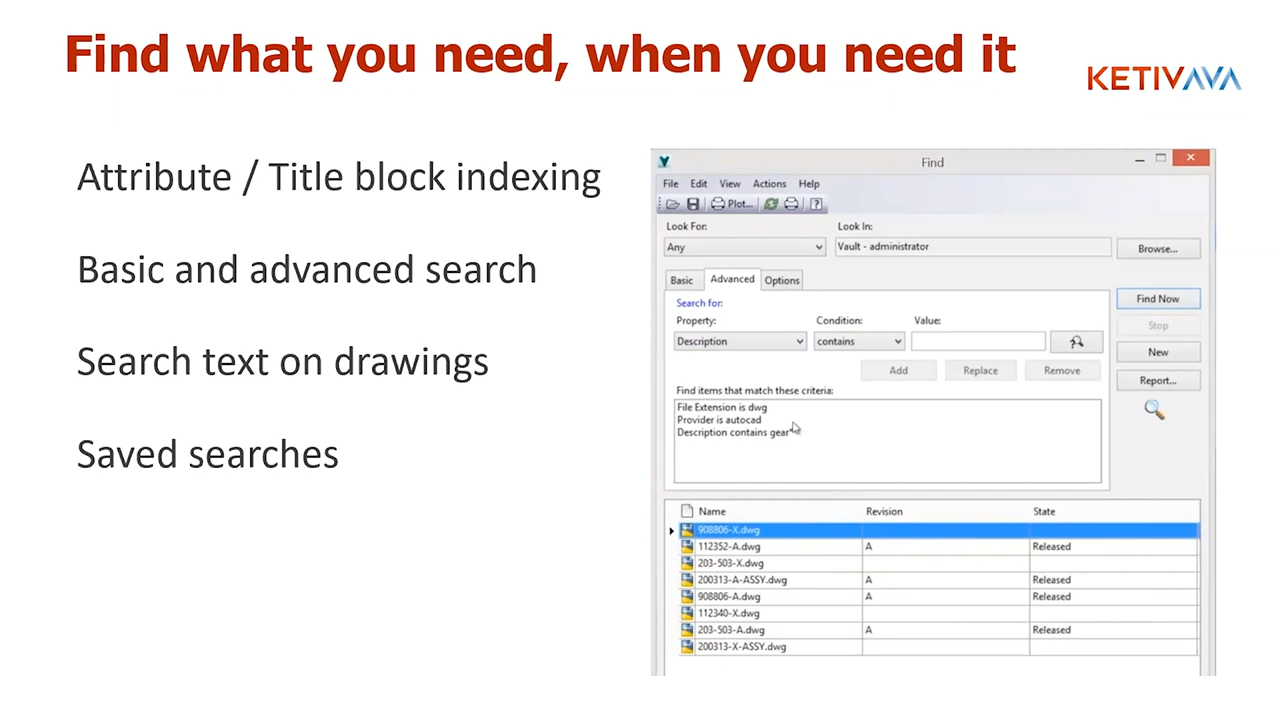 Find what you need, when you need it
KETIVAVA
Attribute / Title block indexing
Basic and advanced search
Search text on drawings
Saved searches
Find
File Edit View Actions Help
Plot...
Look For: Look In:
Any Vault - administrator Browse...
Basic Advanced Options
Search for:
Find Now
Property: Condition: Value:
Stop
Description contains
New
Add Replace Remove
Report...
Find items that match these criteria:
File Extension is dwg
Provider is autocad
Description contains gear
Name Revision State
908806-X.dwg
112352-A.dwg A Released
203-503-X.dwg
200313-A-ASSY.dwg A Released
908806-A.dwg A Released
112340-X.dwg
203-503-A.dwg A Released
200313-X-ASSY.dwg